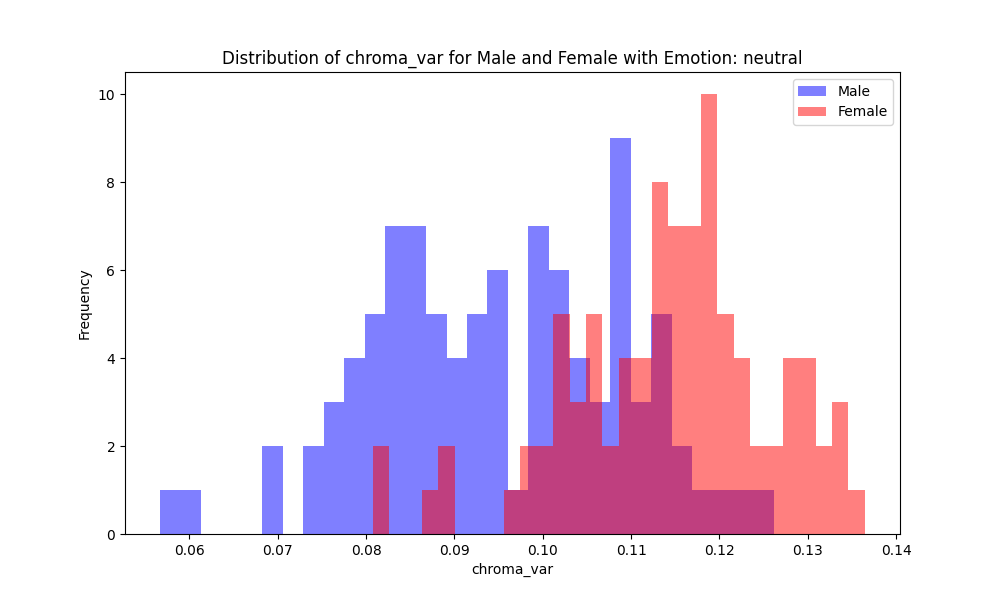 Distribution of chroma_var for Male and Female with Emotion: neutral
Male
Female
10
8
6
4
2
0
Frequency
0.06 0.07 0.08 0.09 0.10 0.11 0.12 0.13 0.14
chroma_var